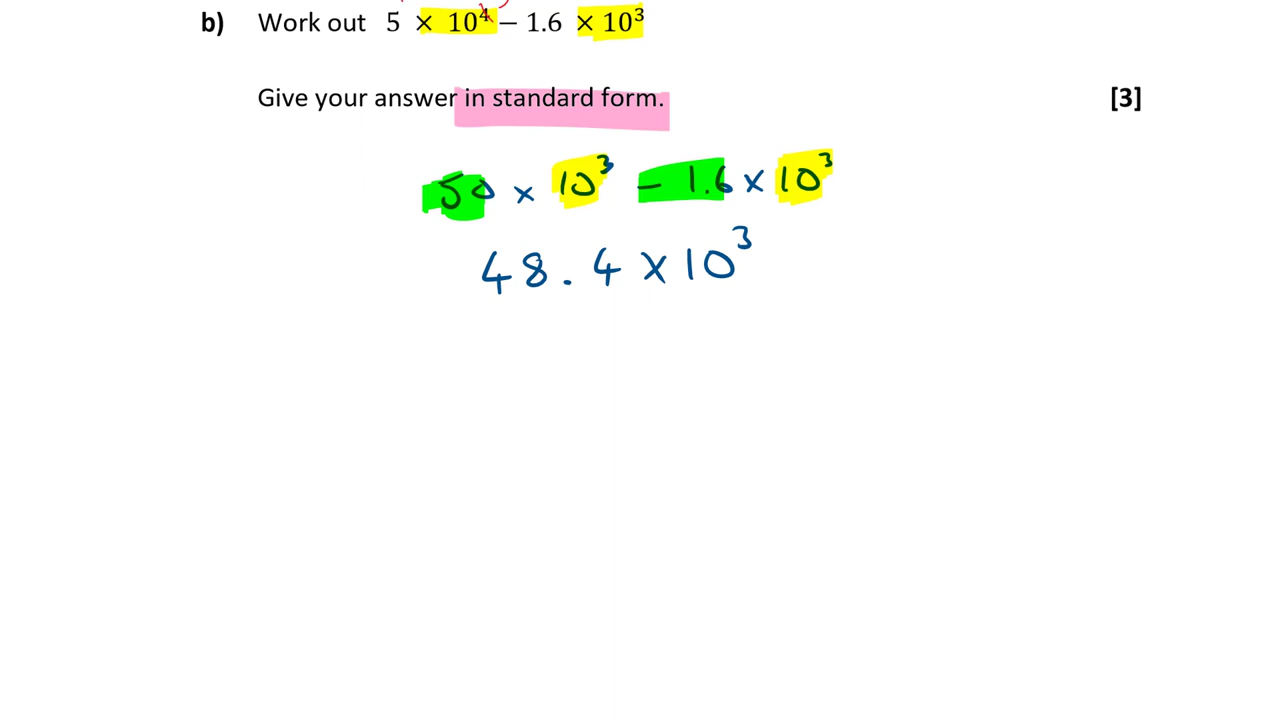 b) Work out 5 × 10⁴ – 1.6 × 10³
Give your answer in standard form. [3]
50 × 10³ – 1.6 × 10³
48.4 × 10³